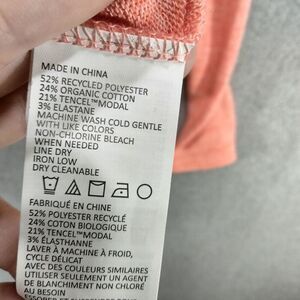 MADE IN CHINA
52% RECYCLED POLYESTER
24% ORGANIC COTTON
21% TENCEL™MODAL
3% ELASTANE
MACHINE WASH COLD GENTLE
WITH LIKE COLORS
NON-CHLORINE BLEACH
WHEN NEEDED
LINE DRY
IRON LOW
DRY CLEANABLE
FABRIQUÉ EN CHINE
52% POLYESTER RECYCLÉ
24% COTON BIOLOGIQUE
21% TENCEL™MODAL
3% ÉLASTHANNE
LAVER À MACHINE À FROID,
CYCLE DÉLICAT
AVEC DES COULEURS SIMILAIRES
UTILISER SEULEMENT UN AGENT
DE BLANCHIMENT NON CHLORÉ
AU BESOIN